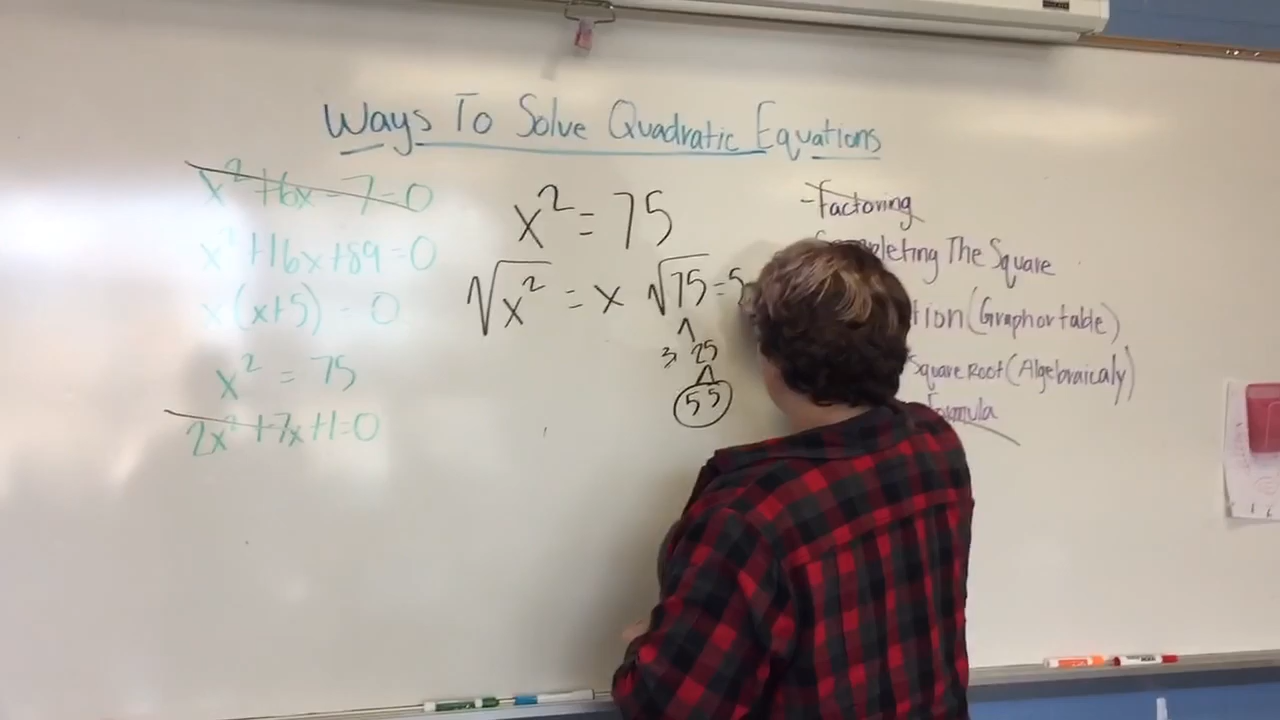 Ways To Solve Quadratic Equations
x² + 6x - 7 = 0
x² + 16x + 89 = 0
x(x+5) = 0
x² = 75
2x² + 7x + 1 = 0
x² = 75
√x² = x √75 = 5
3 25
5 5
- Factoring
Completing The Square
(Graph or table)
Square Root (Algebraicaly)
Formula